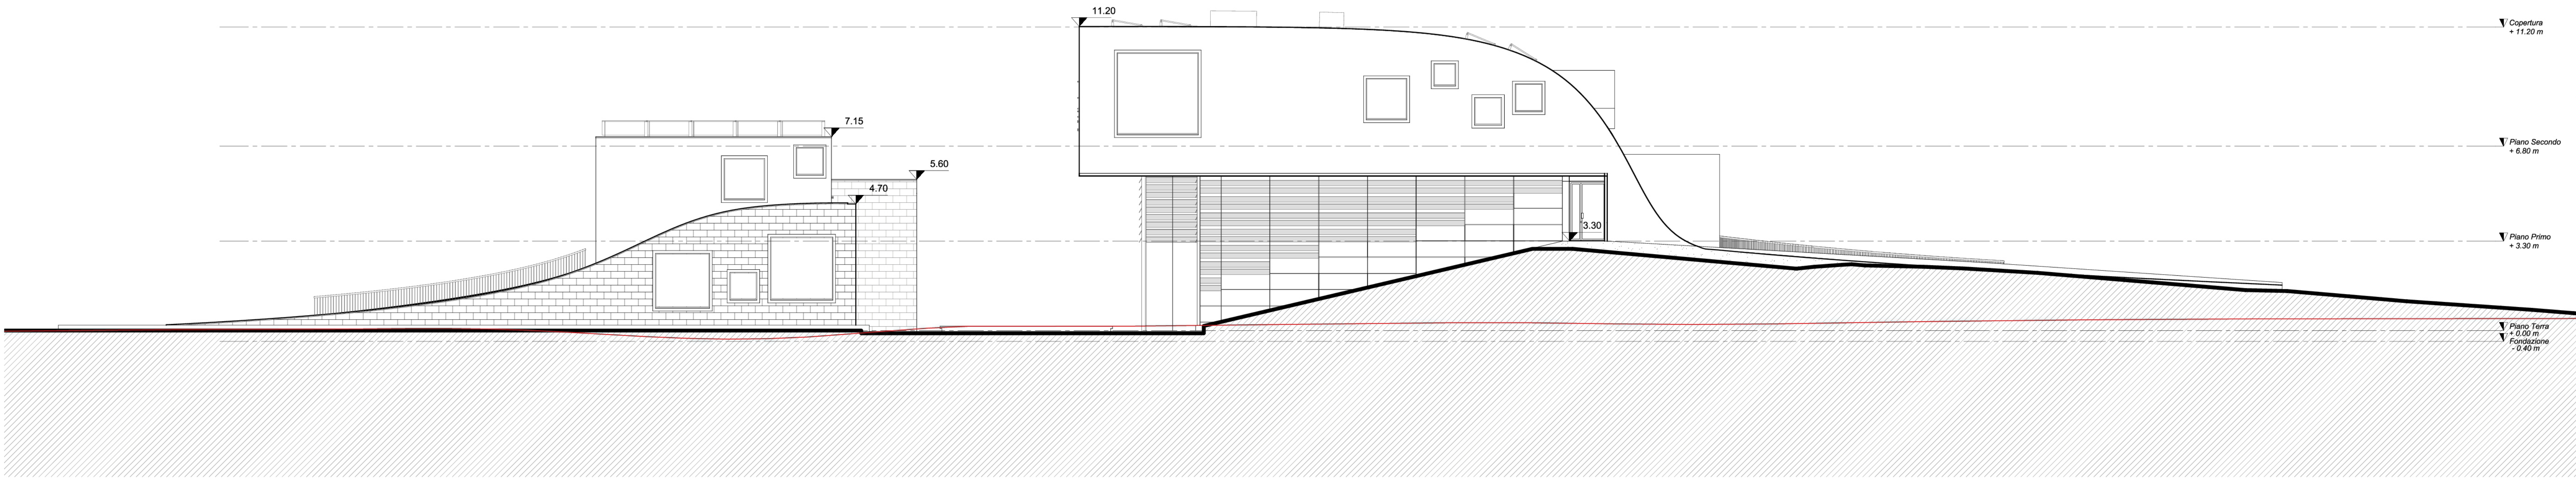 11.20
Copertura
+ 11.20 m
7.15
Piano Secondo
+ 6.80 m
5.60
4.70
3.30
Piano Primo
+ 3.30 m
Piano Terra
+ 0.00 m
Fondazione
- 0.40 m